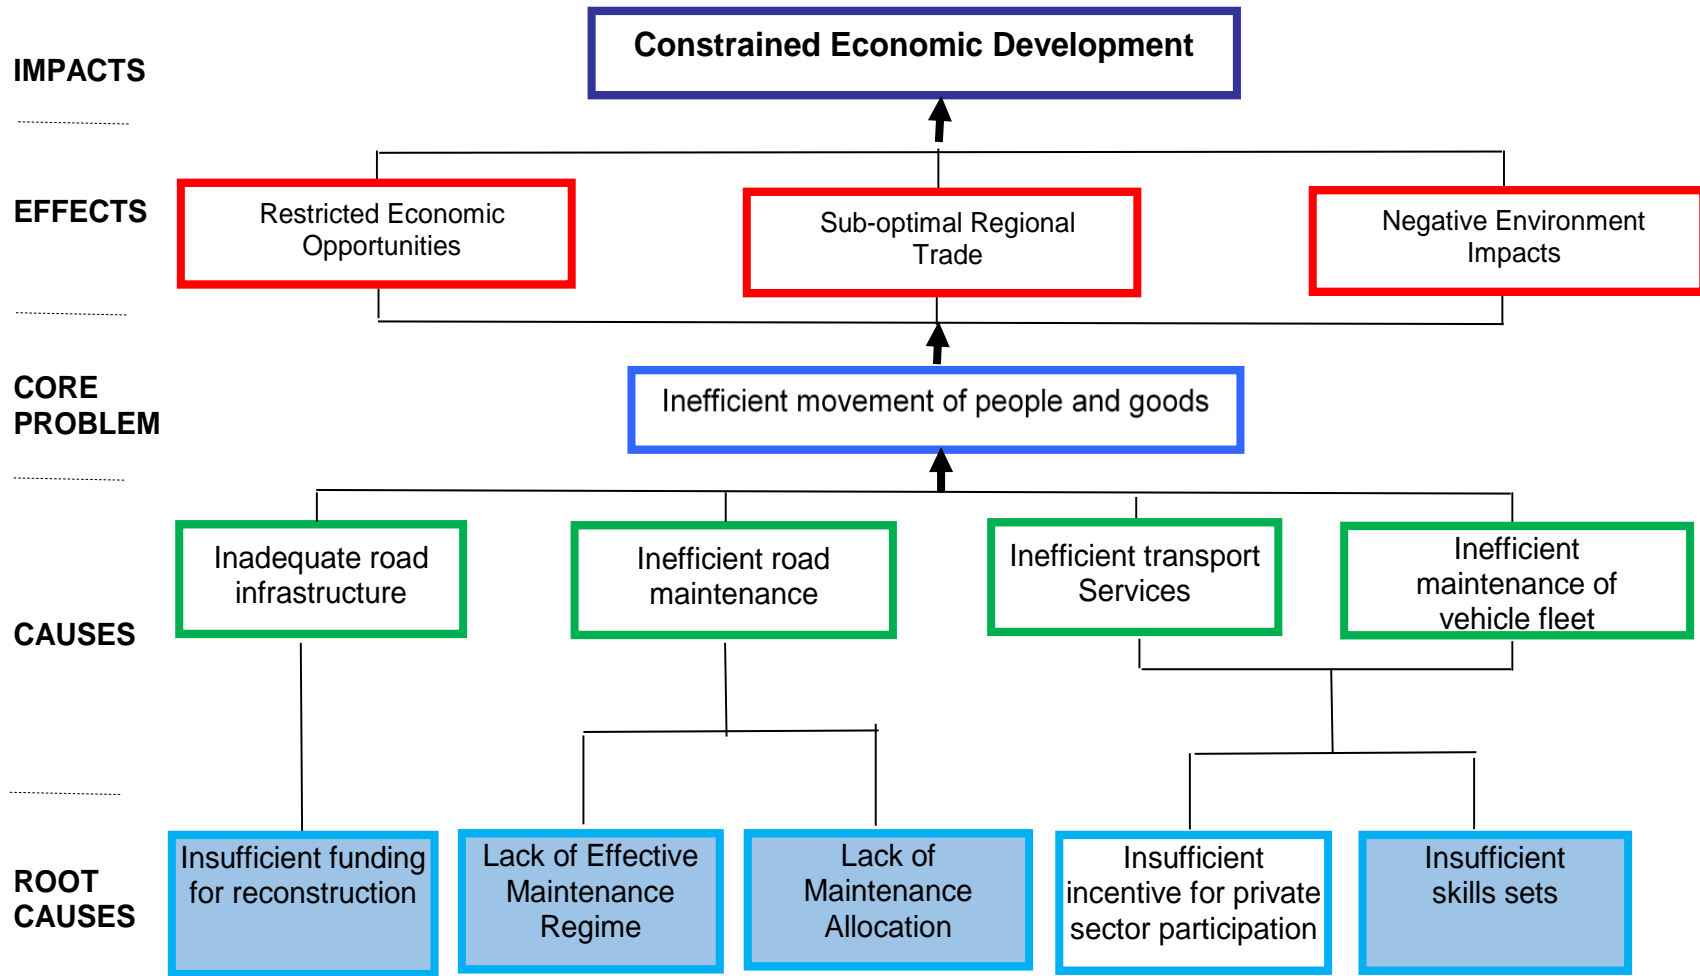 IMPACTS
Constrained Economic Development
EFFECTS
Restricted Economic
Opportunities
Sub-optimal Regional
Trade
Negative Environment
Impacts
CORE
PROBLEM
Inefficient movement of people and goods
CAUSES
Inadequate road
infrastructure
Inefficient road
maintenance
Inefficient transport
Services
Inefficient
maintenance of
vehicle fleet
ROOT
CAUSES
Insufficient funding
for reconstruction
Lack of Effective
Maintenance
Regime
Lack of
Maintenance
Allocation
Insufficient
incentive for private
sector participation
Insufficient
skills sets